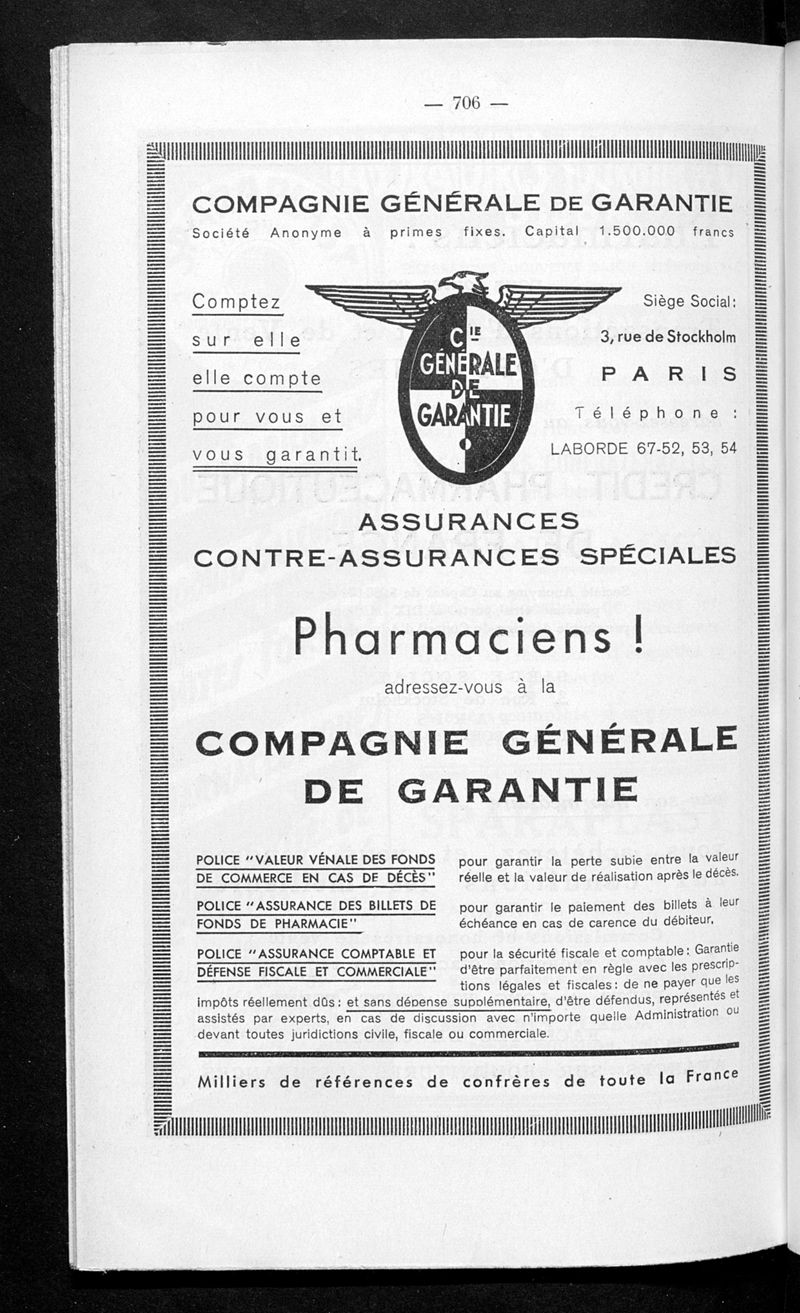 — 706 —
COMPAGNIE GÉNÉRALE DE GARANTIE
Société Anonyme à primes fixes. Capital 1.500.000 francs
Comptez
sur elle
elle compte
pour vous et
vous garantit.
CIE
GÉNÉRALE
DE
GARANTIE
Siège Social:
3, rue de Stockholm
PARIS
Téléphone :
LABORDE 67-52, 53, 54
ASSURANCES
CONTRE-ASSURANCES SPÉCIALES
Pharmaciens !
adressez-vous à la
COMPAGNIE GÉNÉRALE
DE GARANTIE
POLICE "VALEUR VÉNALE DES FONDS
DE COMMERCE EN CAS DE DÉCÈS"
pour garantir la perte subie entre la valeur
réelle et la valeur de réalisation après le décès.
POLICE "ASSURANCE DES BILLETS DE
FONDS DE PHARMACIE"
pour garantir le paiement des billets à leur
échéance en cas de carence du débiteur.
POLICE "ASSURANCE COMPTABLE ET
DÉFENSE FISCALE ET COMMERCIALE"
pour la sécurité fiscale et comptable : Garantie
d'être parfaitement en règle avec les prescrip-
tions légales et fiscales : de ne payer que les
impôts réellement dûs : et sans dépense supplémentaire, d'être défendus, représentés et
assistés par experts, en cas de discussion avec n'importe quelle Administration ou
devant toutes juridictions civile, fiscale ou commerciale.
Milliers de références de confrères de toute la France